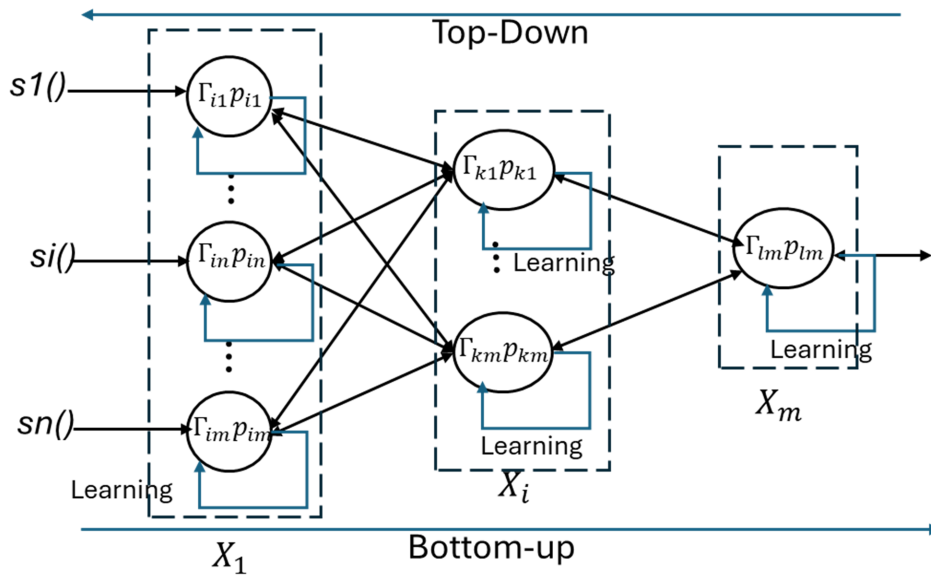 Top-Down
s1()
Γi1pi1
Γk1pk1
Learning
si()
Γinpin
Γlmplm
Learning
Γkmpkm
sn()
Γimpim
Learning
Learning
X1
Xi
Xm
Bottom-up